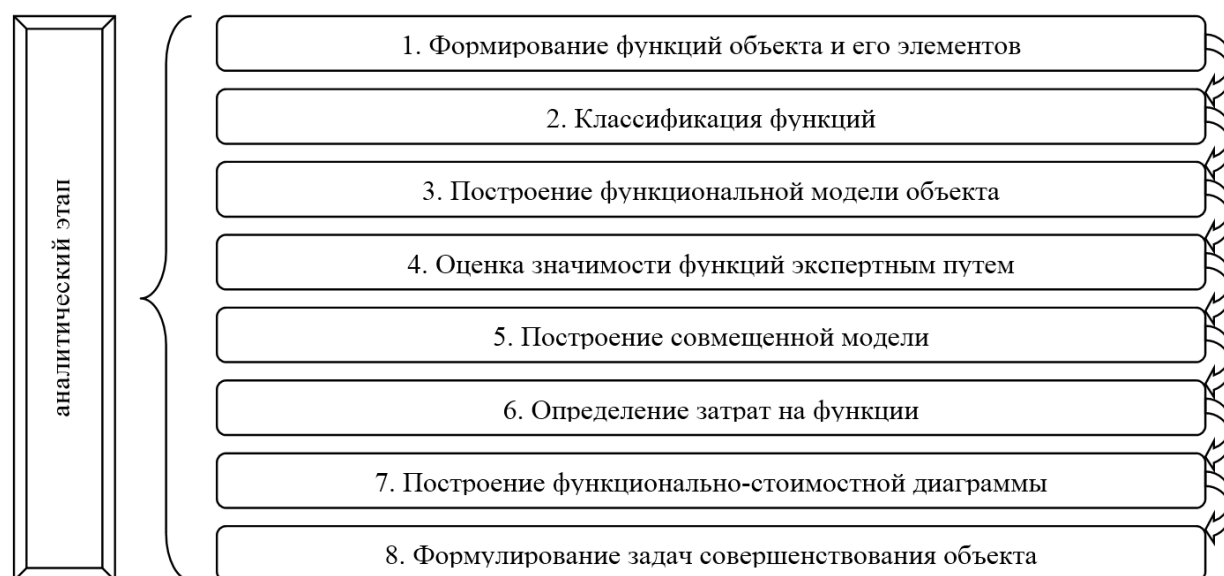 аналитический этап
1. Формирование функций объекта и его элементов
2. Классификация функций
3. Построение функциональной модели объекта
4. Оценка значимости функций экспертным путем
5. Построение совмещенной модели
6. Определение затрат на функции
7. Построение функционально-стоимостной диаграммы
8. Формулирование задач совершенствования объекта